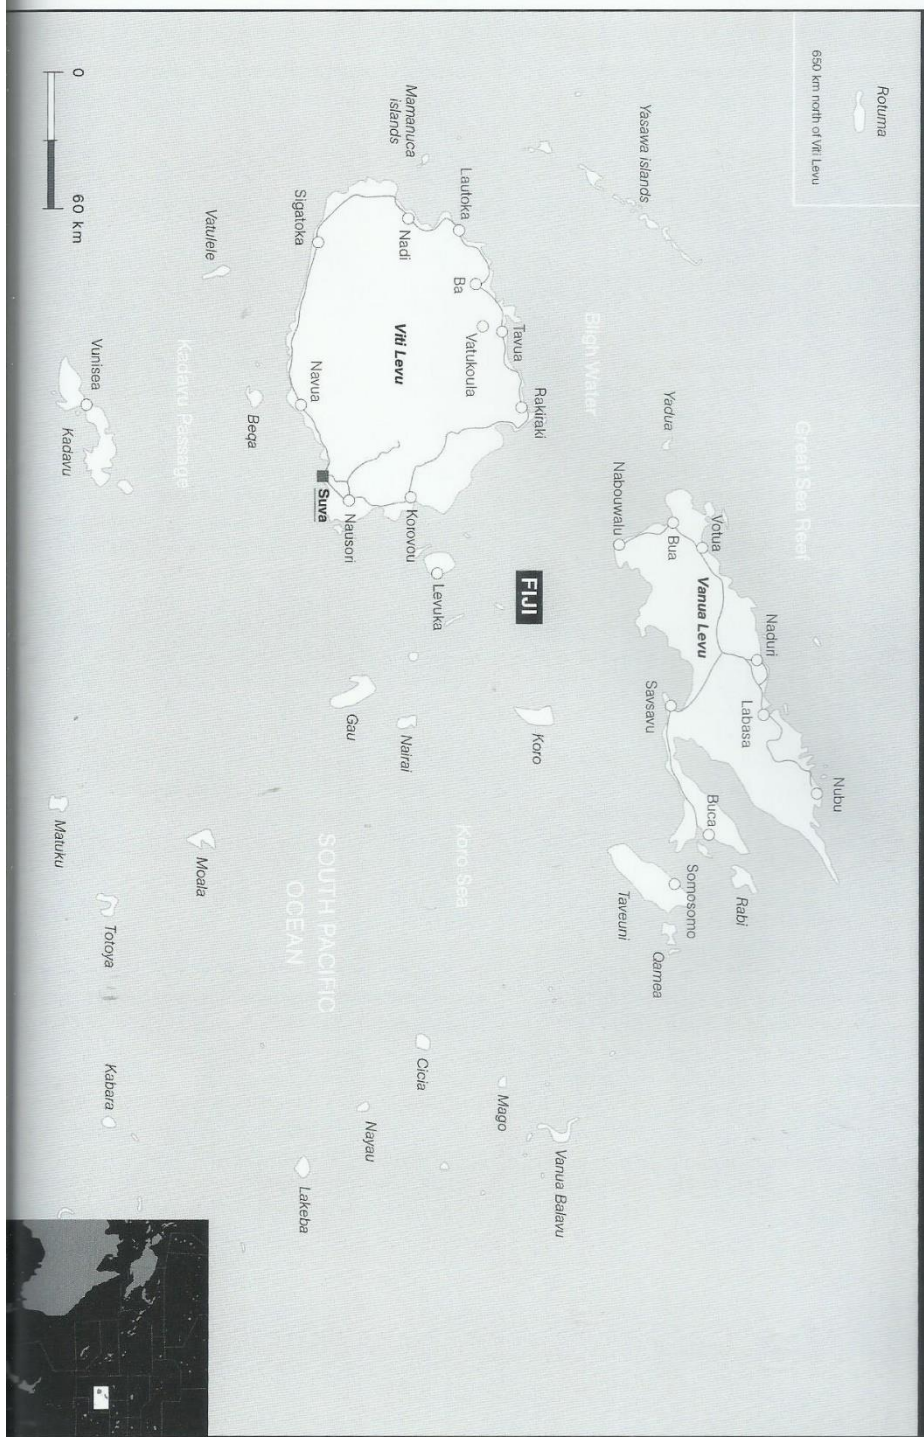 Rotuma
650 km north of Viti Levu
Great Sea Reef
Yasawa islands
Yadua
Votua
Naduri
Labasa
Nubu
Bua
Vanua Levu
Nabouwalu
Savsavu
Buca
Rabi
Somosomo
Qamea
Taveuni
Bligh Water
Mamanuca
islands
Lautoka
Ba
Tavua
Vatukoula
Rakiraki
Nadi
Viti Levu
Sigatoka
Navua
Korovou
Nausori
Suva
Levuka
FIJI
Koro
Nairai
Gau
Koro Sea
Vanua Balavu
Mago
Cicia
Nayau
Lakeba
SOUTH PACIFIC
OCEAN
Vatulele
Beqa
Kadavu Passage
Vunisea
Kadavu
Moala
Matuku
Totoya
Kabara
0
60 km